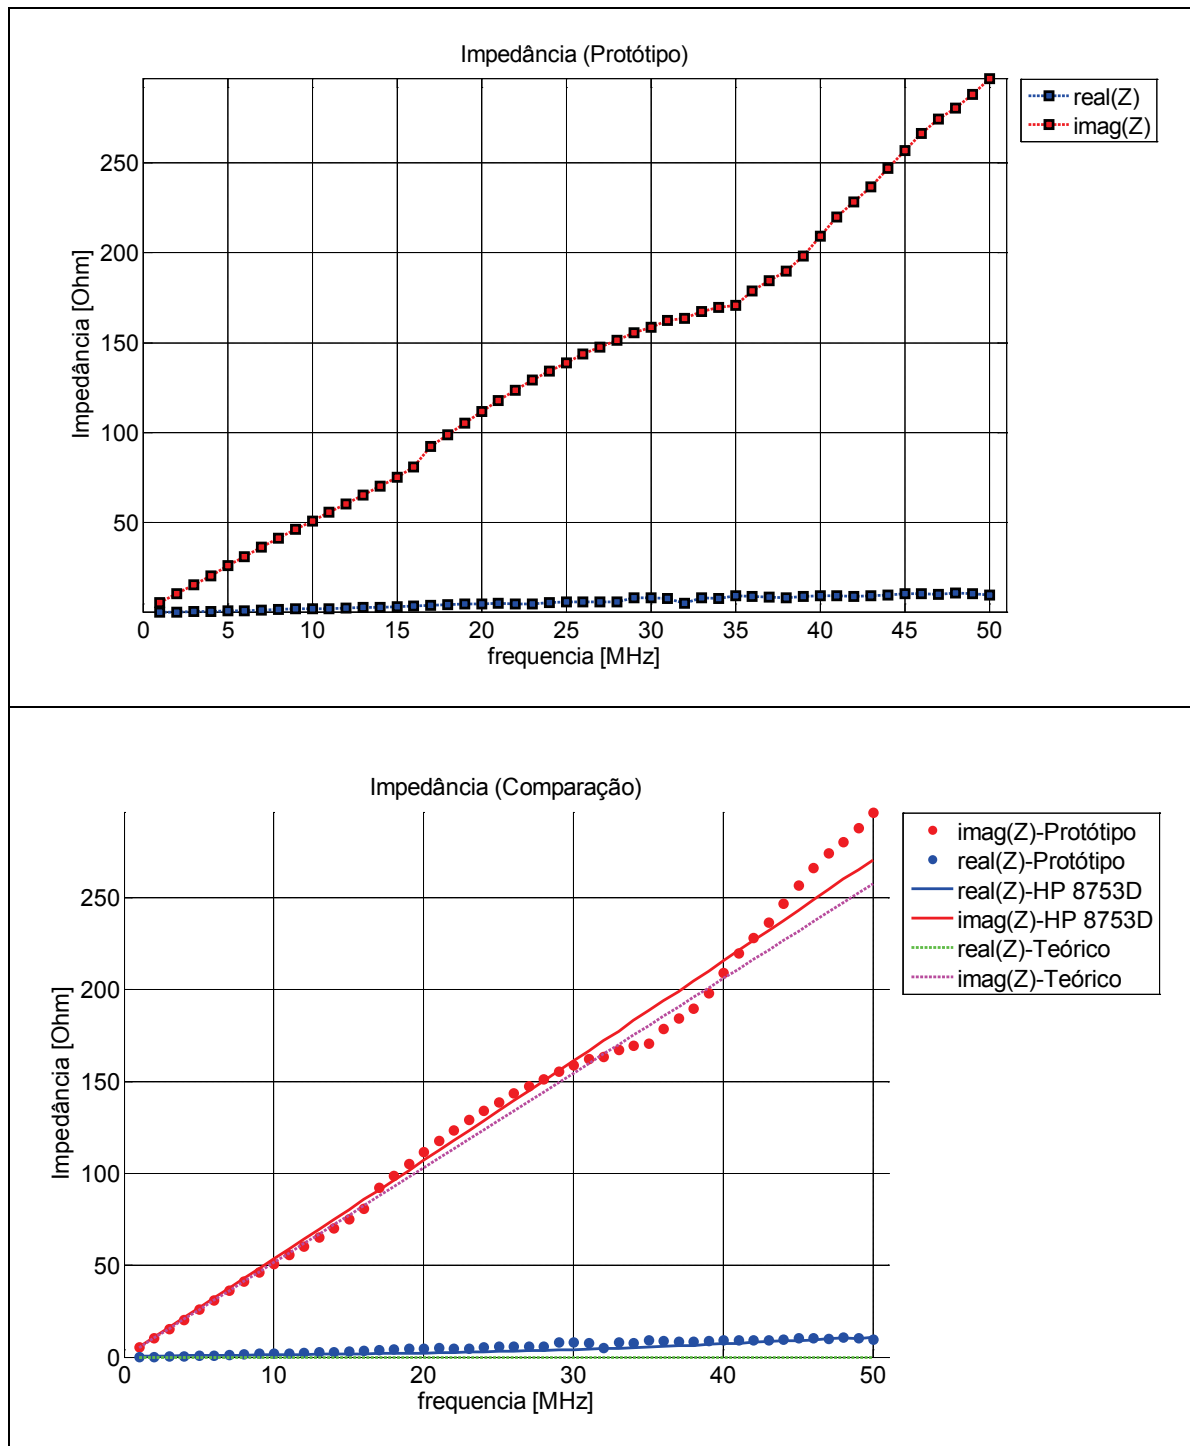 Impedância (Protótipo)
real(Z)
imag(Z)
250
200
150
100
50
Impedância [Ohm]
0 5 10 15 20 25 30 35 40 45 50
frequencia [MHz]
Impedância (Comparação)
imag(Z)-Protótipo
real(Z)-Protótipo
real(Z)-HP 8753D
imag(Z)-HP 8753D
real(Z)-Teórico
imag(Z)-Teórico
250
200
150
100
50
0
Impedância [Ohm]
0 10 20 30 40 50
frequencia [MHz]